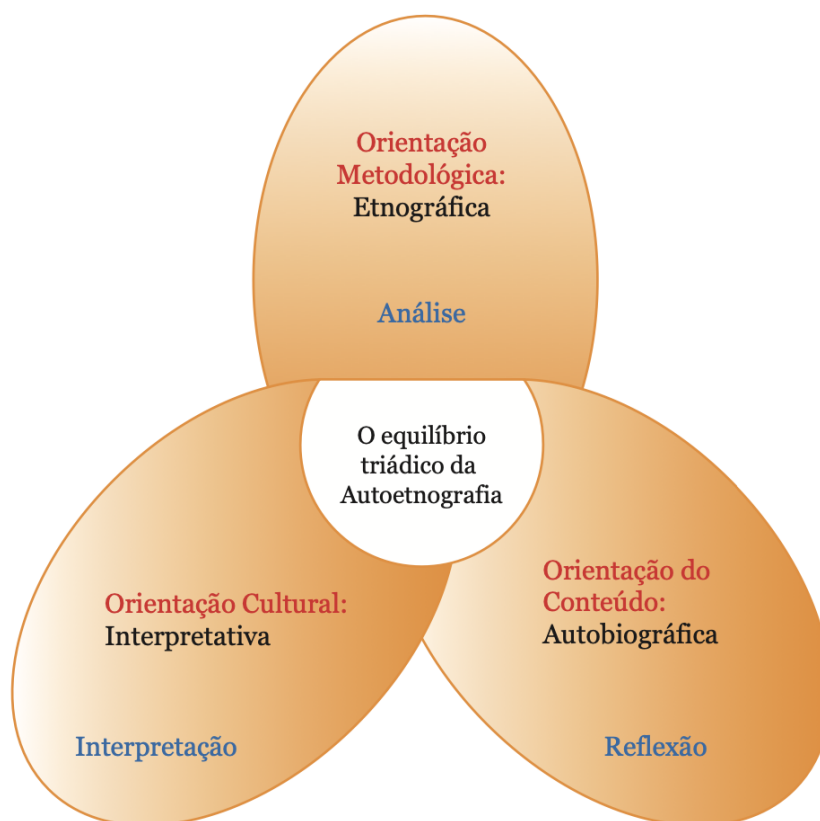 Orientação
Metodológica:
Etnográfica
Análise
O equilíbrio
triádico da
Autoetnografia
Orientação Cultural:
Interpretativa
Interpretação
Orientação do
Conteúdo:
Autobiográfica
Reflexão